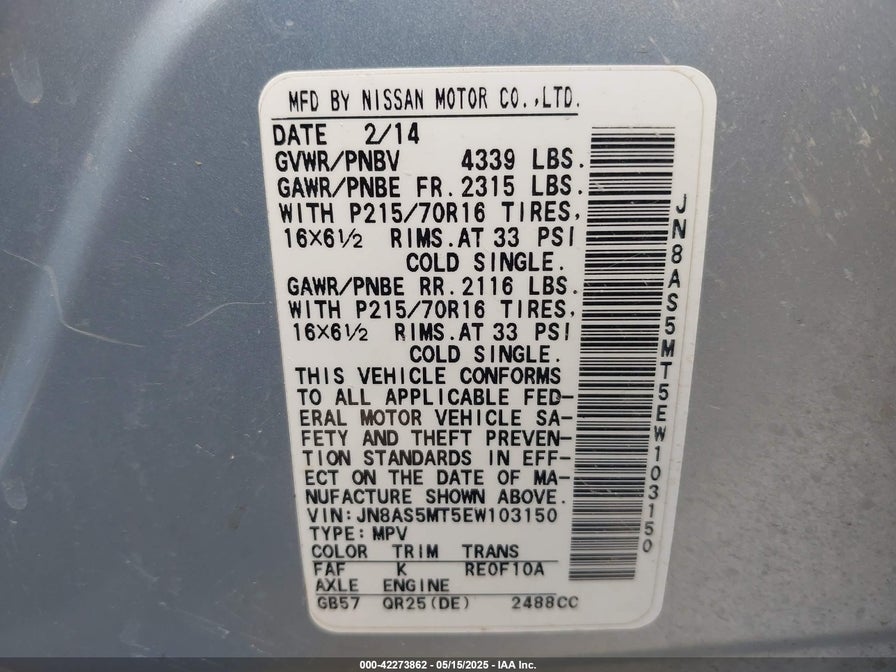 MFD BY NISSAN MOTOR CO.,LTD.
DATE 2/14
GVWR/PNBV 4339 LBS.
GAWR/PNBE FR.2315 LBS.
WITH P215/70R16 TIRES,
16X6½ RIMS.AT 33 PSI
COLD SINGLE.
GAWR/PNBE RR.2116 LBS.
WITH P215/70R16 TIRES,
16X6½ RIMS.AT 33 PSI
COLD SINGLE.
THIS VEHICLE CONFORMS
TO ALL APPLICABLE FED-
ERAL MOTOR VEHICLE SA-
FETY AND THEFT PREVEN-
TION STANDARDS IN EFF-
ECT ON THE DATE OF MA-
NUFACTURE SHOWN ABOVE.
VIN:JN8AS5MT5EW103150
TYPE:MPV
COLOR TRIM TRANS
FAF K RE0F10A
AXLE ENGINE
GB57 QR25(DE) 2488CC
JN8AS5MT5EW103150
000-42273862 - 05/15/2025 - IAA Inc.